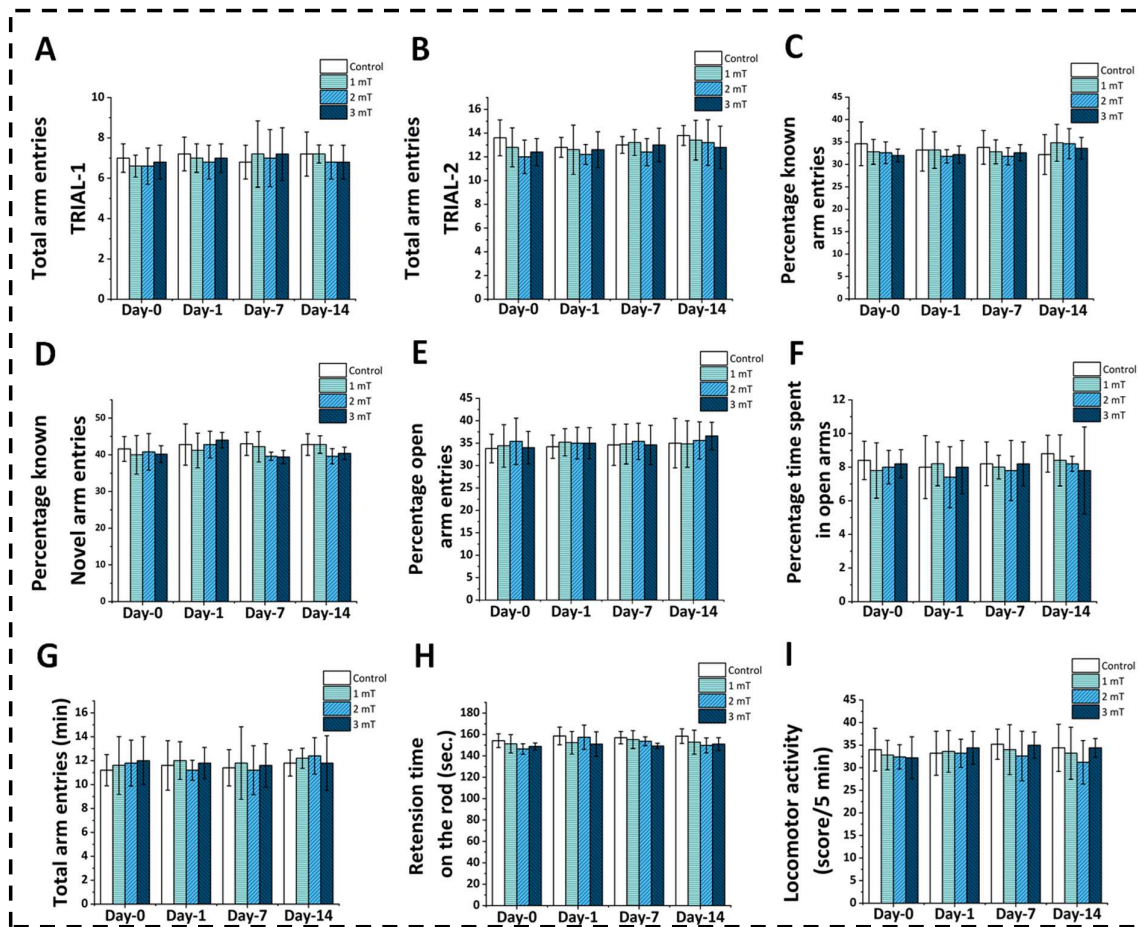 A
Control
1 mT
2 mT
3 mT
Total arm entries
TRIAL-1
10
8
6
4
2
0
Day-0 Day-1 Day-7 Day-14
B
Control
1 mT
2 mT
3 mT
Total arm entries
TRIAL-2
16
14
12
10
8
6
4
2
0
Day-0 Day-1 Day-7 Day-14
C
Control
1 mT
2 mT
3 mT
Percentage known
arm entries
45
40
35
30
25
20
15
10
5
0
Day-0 Day-1 Day-7 Day-14
D
Control
1 mT
2 mT
3 mT
Percentage known
Novel arm entries
50
40
30
20
10
0
Day-0 Day-1 Day-7 Day-14
E
Control
1 mT
2 mT
3 mT
Percentage open
arm entries
45
40
35
30
25
20
15
10
5
0
Day-0 Day-1 Day-7 Day-14
F
Control
1 mT
2 mT
3 mT
Percentage time spent
in open arms
12
10
8
6
4
2
0
Day-0 Day-1 Day-7 Day-14
G
Control
1 mT
2 mT
3 mT
Total arm entries (min)
16
14
12
10
8
6
4
2
0
Day-0 Day-1 Day-7 Day-14
H
Control
1 mT
2 mT
3 mT
Retension time
on the rod (sec.)
180
160
140
120
100
80
60
40
20
0
Day-0 Day-1 Day-7 Day-14
I
Control
1 mT
2 mT
3 mT
Locomotor activity
(score/5 min)
45
40
35
30
25
20
15
10
5
0
Day-0 Day-1 Day-7 Day-14